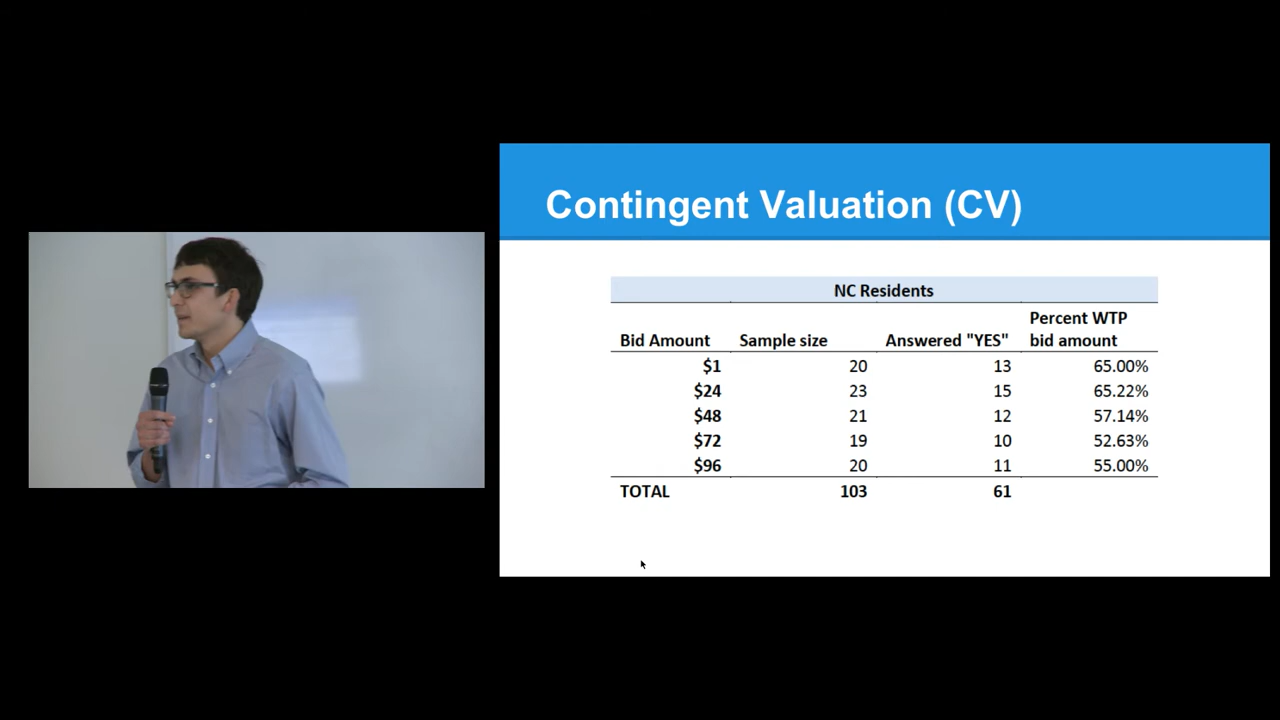 Contingent Valuation (CV)
NC Residents
Percent WTP
Bid Amount Sample size Answered "YES" bid amount
$1 20 13 65.00%
$24 23 15 65.22%
$48 21 12 57.14%
$72 19 10 52.63%
$96 20 11 55.00%
TOTAL 103 61